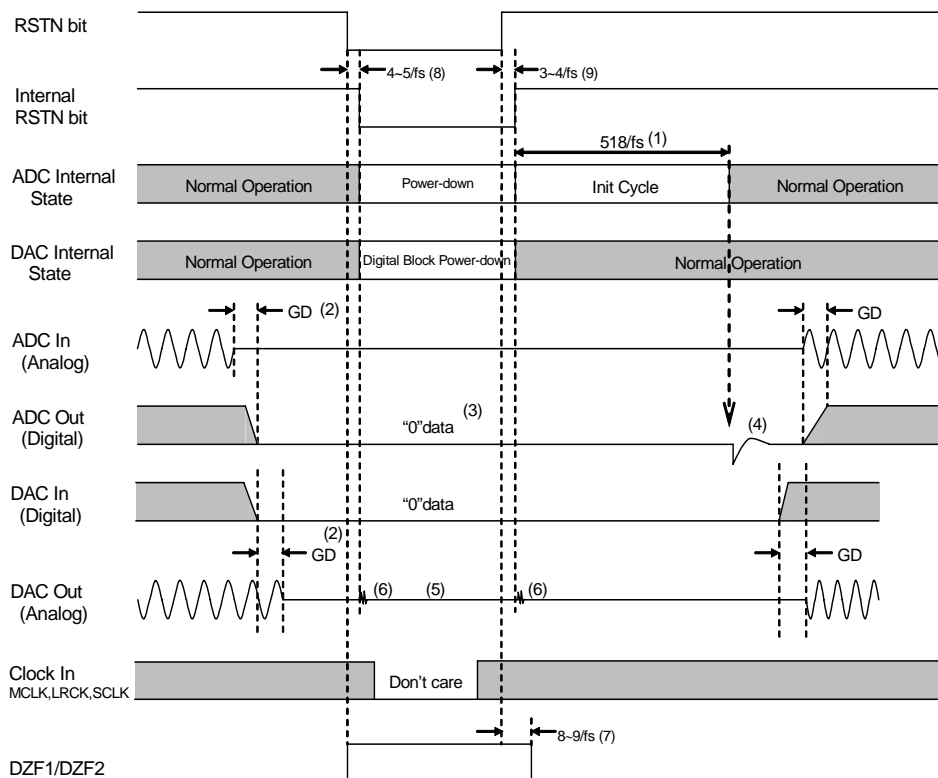 RSTN bit
4~5/fs (8)
3~4/fs (9)
Internal
RSTN bit
518/fs (1)
ADC Internal
State
Normal Operation
Power-down
Init Cycle
Normal Operation
DAC Internal
State
Normal Operation
Digital Block Power-down
Normal Operation
GD (2)
GD
ADC In
(Analog)
ADC Out
(Digital)
“0”data (3)
(4)
DAC In
(Digital)
“0”data
(2)
GD
GD
DAC Out
(Analog)
(6)
(5)
(6)
Clock In
MCLK,LRCK,SCLK
Don't care
8~9/fs (7)
DZF1/DZF2